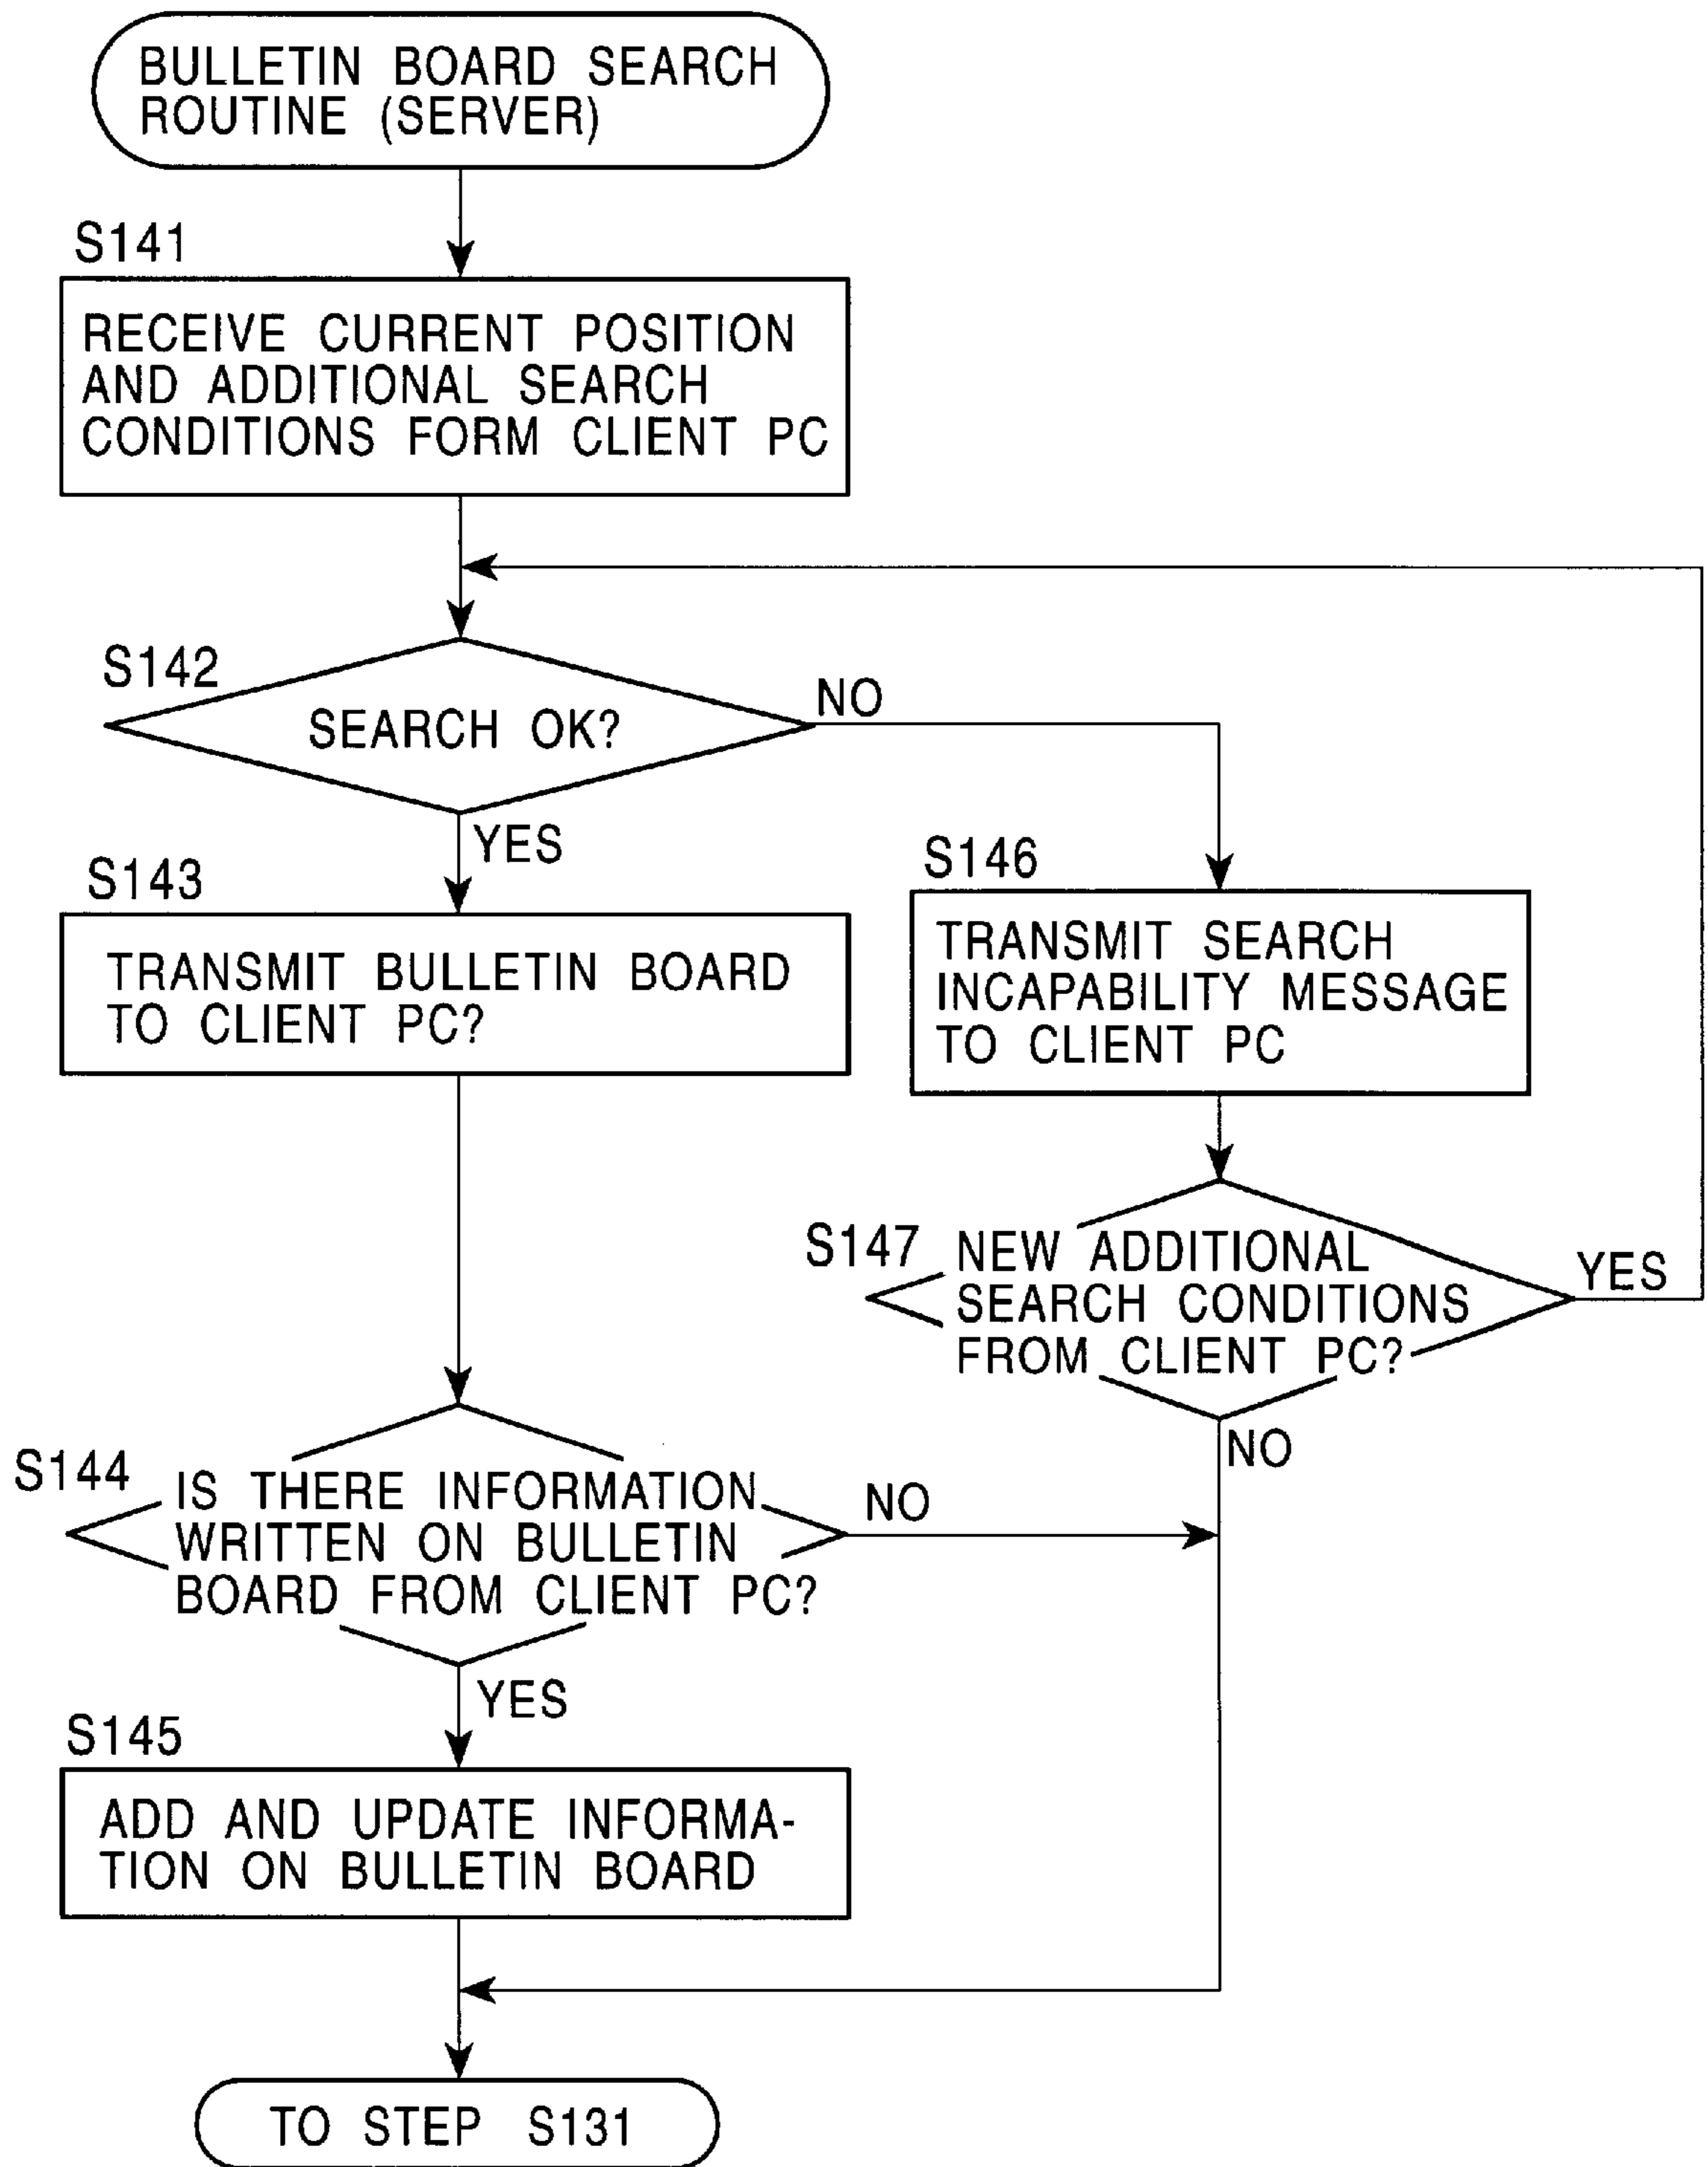 BULLETIN BOARD SEARCH
ROUTINE (SERVER)
S141
RECEIVE CURRENT POSITION
AND ADDITIONAL SEARCH
CONDITIONS FORM CLIENT PC
S142
SEARCH OK?
NO
YES
S143
TRANSMIT BULLETIN BOARD
TO CLIENT PC?
S146
TRANSMIT SEARCH
INCAPABILITY MESSAGE
TO CLIENT PC
S147
NEW ADDITIONAL
SEARCH CONDITIONS
FROM CLIENT PC?
YES
NO
S144
IS THERE INFORMATION
WRITTEN ON BULLETIN
BOARD FROM CLIENT PC?
NO
YES
S145
ADD AND UPDATE INFORMA-
TION ON BULLETIN BOARD
TO STEP S131